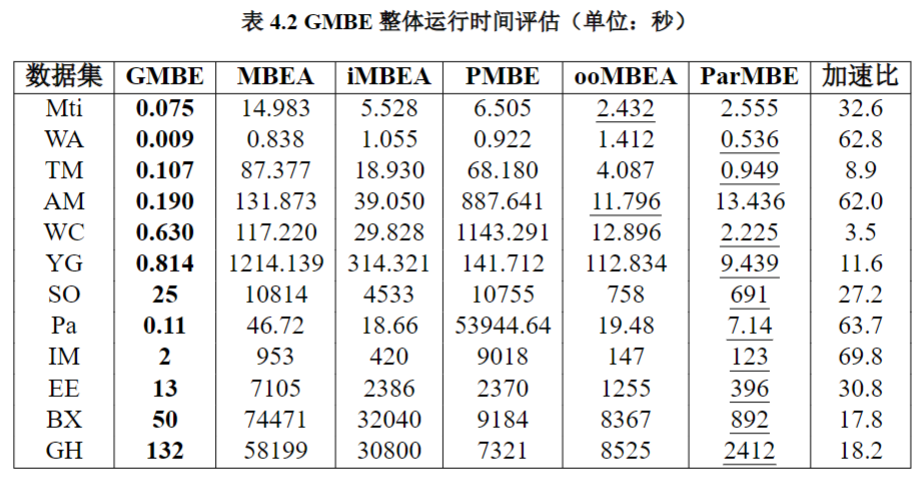 表 4.2 GMBE 整体运行时间评估（单位：秒）
数据集 GMBE MBEA iMBEA PMBE ooMBEA ParMBE 加速比
Mti 0.075 14.983 5.528 6.505 2.432 2.555 32.6
WA 0.009 0.838 1.055 0.922 1.412 0.536 62.8
TM 0.107 87.377 18.930 68.180 4.087 0.949 8.9
AM 0.190 131.873 39.050 887.641 11.796 13.436 62.0
WC 0.630 117.220 29.828 1143.291 12.896 2.225 3.5
YG 0.814 1214.139 314.321 141.712 112.834 9.439 11.6
SO 25 10814 4533 10755 758 691 27.2
Pa 0.11 46.72 18.66 53944.64 19.48 7.14 63.7
IM 2 953 420 9018 147 123 69.8
EE 13 7105 2386 2370 1255 396 30.8
BX 50 74471 32040 9184 8367 892 17.8
GH 132 58199 30800 7321 8525 2412 18.2